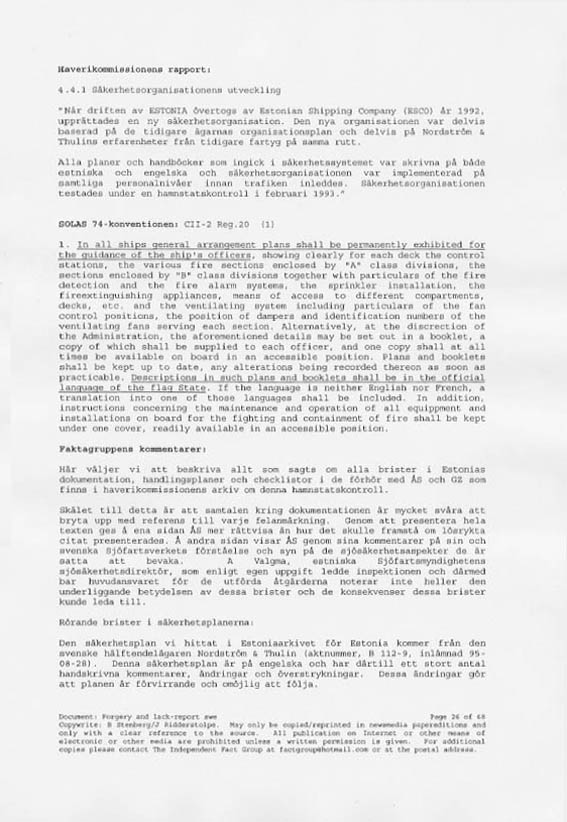 Haverikommissionens rapport:
4.4.1 Säkerhetsorganisationens utveckling
"När driften av ESTONIA övertogs av Estonian Shipping Company (ESCO) år 1992,
upprättades en ny säkerhetsorganisation. Den nya organisationen var delvis
baserad på de tidigare ägarnas organisationsplan och delvis på Nordström &
Thulins erfarenheter från tidigare fartyg på samma rutt.
Alla planer och handböcker som ingick i säkerhetssystemet var skrivna på både
estniska och engelska och säkerhetsorganisationen var implementerad på
samtliga personalnivåer innan trafiken inleddes. Säkerhetsorganisationen
testades under en hamnstatskontroll i februari 1993."
SOLAS 74-konventionen: CII-2 Reg.20 (1)
1. In all ships general arrangement plans shall be permanently exhibited for
the guidance of the ship's officers, showing clearly for each deck the control
stations, the various fire sections enclosed by "A" class divisions, the
sections enclosed by "B" class divisions together with particulars of the fire
detection and the fire alarm systems, the sprinkler installation, the
fireextinguishing appliances, means of access to different compartments,
decks, etc. and the ventilating system including particulars of the fan
control positions, the position of dampers and identification numbers of the
ventilating fans serving each section. Alternatively, at the discretion of
the Administration, the aforementioned details may be set out in a booklet, a
copy of which shall be supplied to each officer, and one copy shall at all
times be available on board in an accessible position. Plans and booklets
shall be kept up to date, any alterations being recorded thereon as soon as
practicable. Descriptions in such plans and booklets shall be in the official
language of the flag State. If the language is neither English nor French, a
translation into one of those languages shall be included. In addition,
instructions concerning the maintenance and operation of all equippment and
installations on board for the fighting and containment of fire shall be kept
under one cover, readily available in an accessible position.
Faktagruppens kommentarer:
Här väljer vi att beskriva allt som sagts om alla brister i Estonias
dokumentation, handlingsplaner och checklistor i de förhör med ÅS och GZ som
finns i haverikommissionens arkiv om denna hamnstatskontroll.
Skälet till detta är att samtalen kring dokumentationen är mycket svåra att
bryta upp med referens till varje felanmärkning. Genom att presentera hela
texten ges å ena sidan ÅS mer rättvisa än hur det skulle framstå om lösrykta
citat presenterades. Å andra sidan visar ÅS genom sina kommentarer på sin och
svenska Sjöfartsverkets förståelse och syn på de sjösäkerhetsaspekter de är
satta att bevaka. A Valgma, estniska Sjöfartsmyndighetens
sjösäkerhetsdirektör, som enligt egen uppgift ledde inspektionen och därmed
bar huvudansvaret för de utförda åtgärderna noterar inte heller den
underliggande betydelsen av dessa brister och de konsekvenser dessa brister
kunde leda till.
Rörande brister i säkerhetsplanerna:
Den säkerhetsplan vi hittat i Estoniaarkivet för Estonia kommer från den
svenske hälftendelägaren Nordström & Thulin (aktnummer, B 112-9, inlämnad 95-
08-28). Denna säkerhetsplan är på engelska och har därtill ett stort antal
handskrivna kommentarer, ändringar och överstrykningar. Dessa ändringar gör
att planen är förvirrande och omöjlig att följa.
Document: Forgery and lack-report swe Page 26 of 68
Copywrite: B Stenberg/J Ridderstolpe. May only be copied/reprinted in newsmedia papereditions and
only with a clear reference to the source. All publication on Internet or other means of
electronic or other media are prohibited unless a written permission is given. For additional
copies please contact The Independent Fact Group at factgroup@hotmail.com or at the postal address.